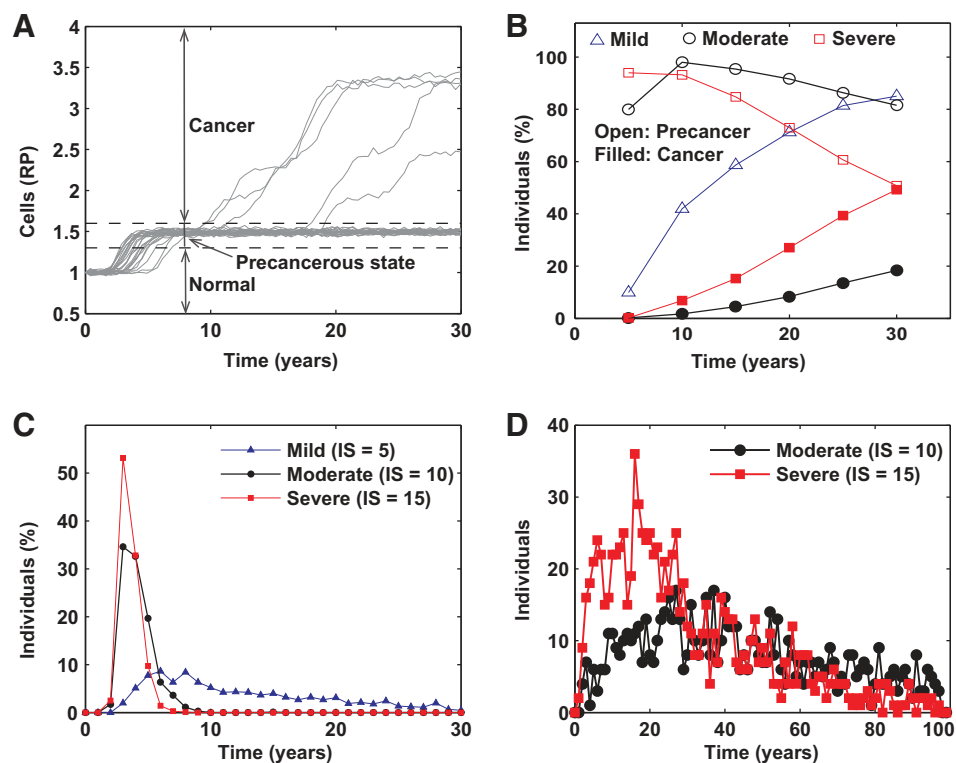 A
Cells (RP)
4
3.5
3
2.5
2
1.5
1
0.5
Cancer
Precancerous state
Normal
0 10 20 30
Time (years)
B
Individuals (%)
100
80
60
40
20
0
Mild Moderate Severe
Open: Precancer
Filled: Cancer
0 10 20 30
Time (years)
C
Individuals (%)
50
40
30
20
10
0
Mild (IS = 5)
Moderate (IS = 10)
Severe (IS = 15)
0 5 10 15 20 25 30
Time (years)
D
Individuals
40
30
20
10
0
Moderate (IS = 10)
Severe (IS = 15)
0 20 40 60 80 100
Time (years)